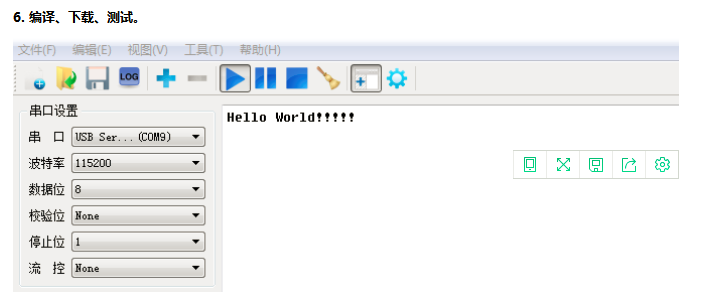 6. 编译、下载、测试。
文件(F) 编辑(E) 视图(V) 工具(T) 帮助(H)
LOG
串口设置
Hello World!!!!!
串 口 USB Ser... (COM9)
波特率 115200
数据位 8
校验位 None
停止位 1
流 控 None